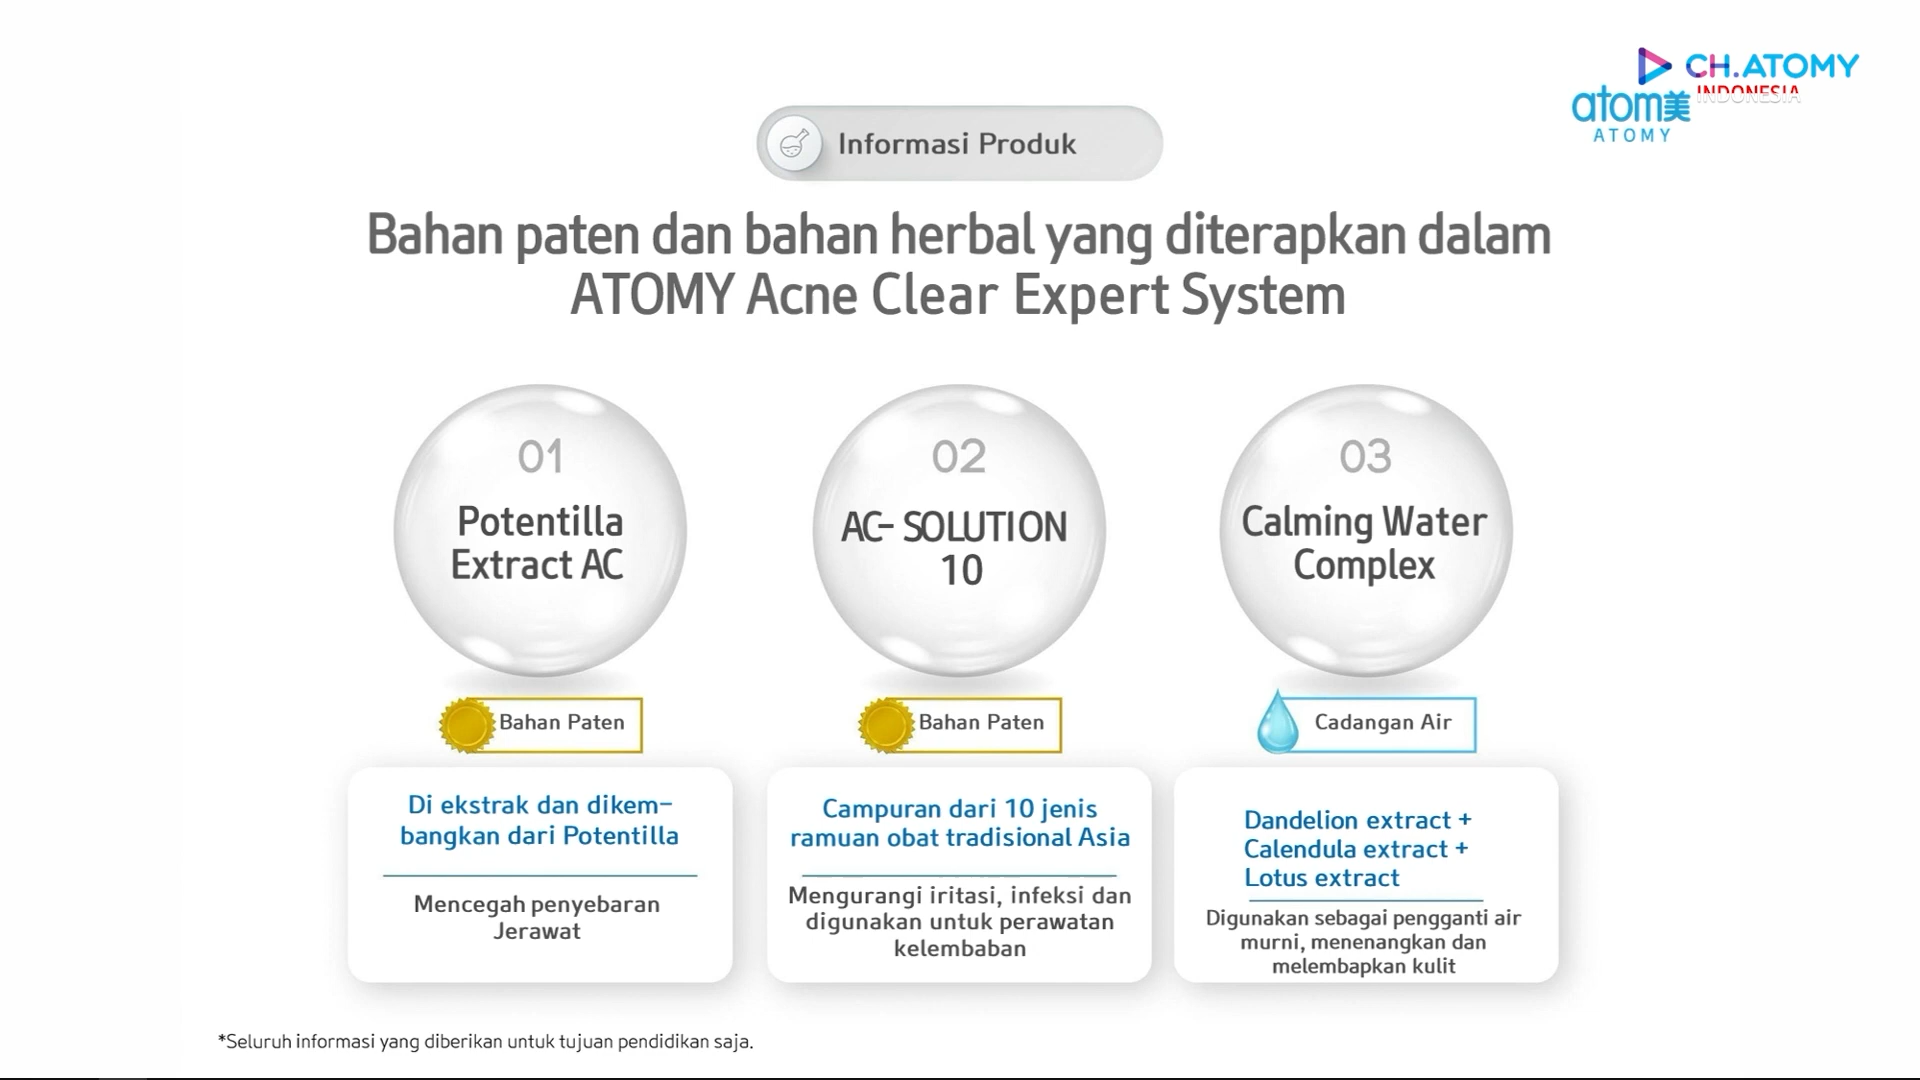 CH.ATOMY
INDONESIA
atom美
ATOMY
Informasi Produk
Bahan paten dan bahan herbal yang diterapkan dalam
ATOMY Acne Clear Expert System
01
Potentilla
Extract AC
Bahan Paten
Di ekstrak dan dikem-
bangkan dari Potentilla
Mencegah penyebaran
Jerawat
02
AC- SOLUTION
10
Bahan Paten
Campuran dari 10 jenis
ramuan obat tradisional Asia
Mengurangi iritasi, infeksi dan
digunakan untuk perawatan
kelembaban
03
Calming Water
Complex
Cadangan Air
Dandelion extract +
Calendula extract +
Lotus extract
Digunakan sebagai pengganti air
murni, menenangkan dan
melembapkan kulit
*Seluruh informasi yang diberikan untuk tujuan pendidikan saja.